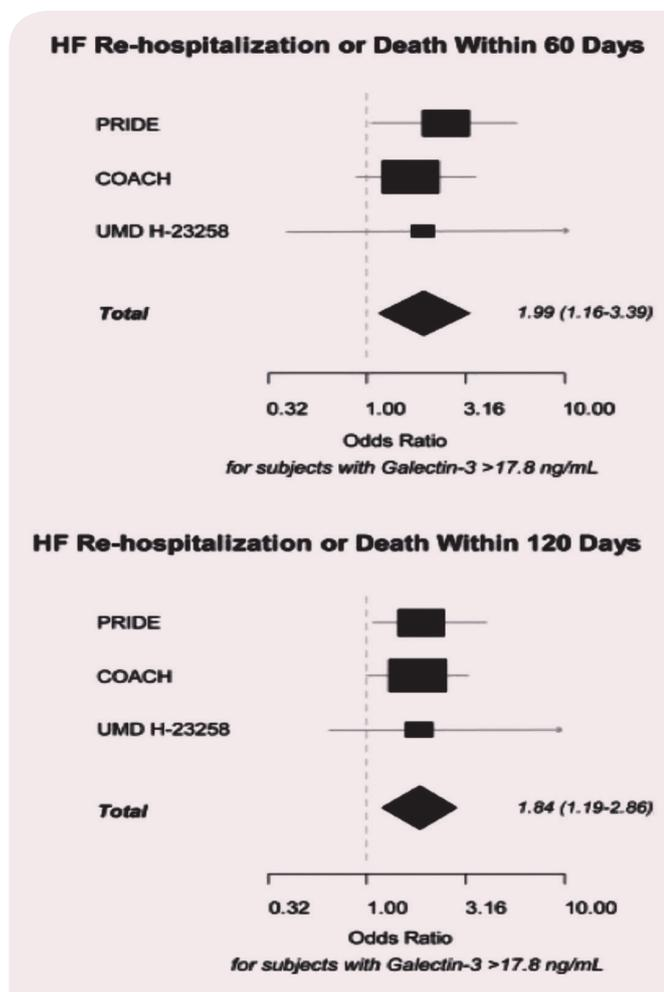 HF Re-hospitalization or Death Within 60 Days
PRIDE
COACH
UMD H-23258
Total 1.99 (1.16-3.39)
0.32 1.00 3.16 10.00
Odds Ratio
for subjects with Galectin-3 >17.8 ng/mL
HF Re-hospitalization or Death Within 120 Days
PRIDE
COACH
UMD H-23258
Total 1.84 (1.19-2.86)
0.32 1.00 3.16 10.00
Odds Ratio
for subjects with Galectin-3 >17.8 ng/mL